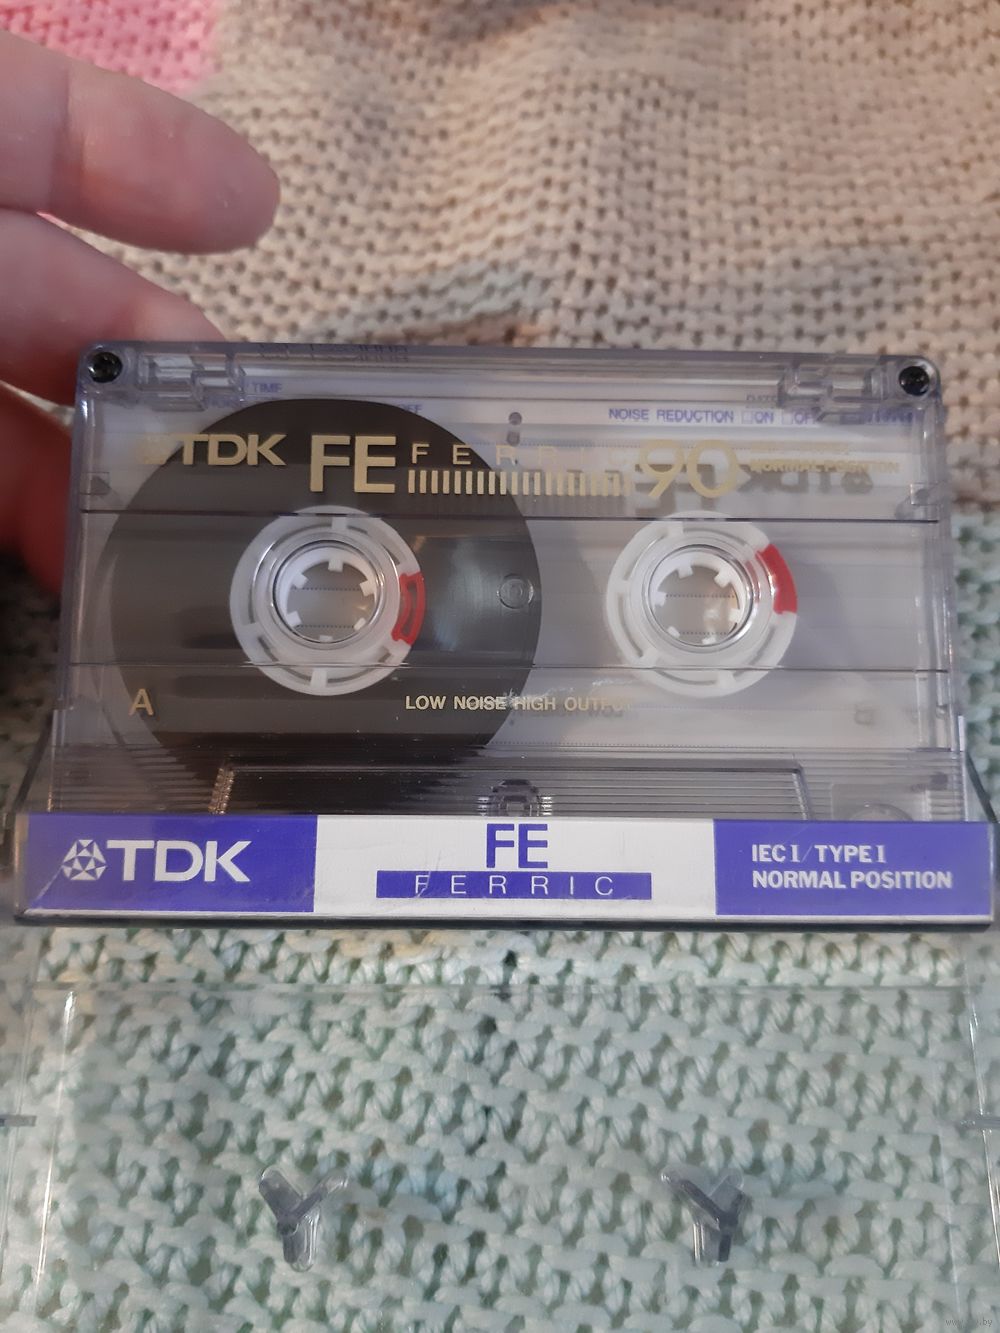 TIME
NOISE REDUCTION □ON □OFF
TDK FE FERRIC 90
NORMAL POSITION
A
LOW NOISE HIGH OUTPUT
TDK
FE
FERRIC
IEC I / TYPE I
NORMAL POSITION